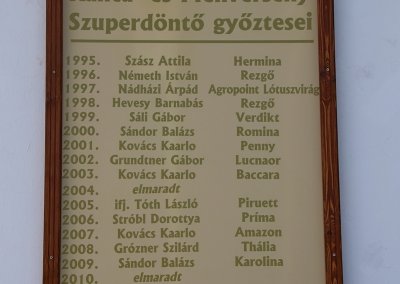 és
Szuperdöntő győztesei
1995. Szász Attila Hermina
1996. Németh István Rezgő
1997. Nádházi Árpád Agropoint Lótuszvirág
1998. Hevesy Barnabás Rezgő
1999. Sáli Gábor Verdikt
2000. Sándor Balázs Romina
2001. Kovács Kaarlo Penny
2002. Grundtner Gábor Lucnaor
2003. Kovács Kaarlo Baccara
2004. elmaradt
2005. ifj. Tóth László Piruett
2006. Stróbl Dorottya Príma
2007. Kovács Kaarlo Amazon
2008. Grózner Szilárd Thália
2009. Sándor Balázs Karolina
2010. elmaradt